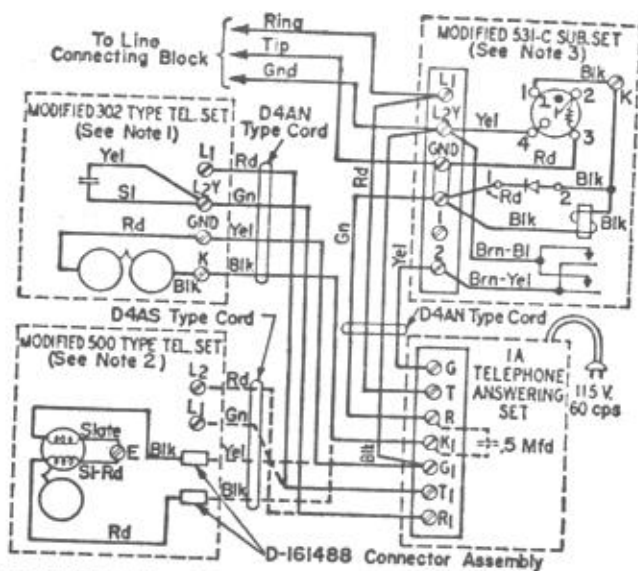 Ring
To Line
Connecting Block
Tip
Gnd
MODIFIED 531-C SUB. SET
(See Note 3)
L1
L2Y
GND
1
2
Yel
Rd
Blk
K
1
2
3
4
1
Rd
2
Blk
Blk
Brn-Bl
Brn-Yel
MODIFIED 302 TYPE TEL. SET
(See Note 1)
D4AN
Type Cord
Yel
Sl
Rd
Blk
L1
L2Y
GND
K
Rd
Gn
Yel
Blk
Rd
Gn
Yel
Blk
D4AS Type Cord
D4AN Type Cord
MODIFIED 500 TYPE TEL. SET
(See Note 2)
L2
L1
Slate
Sl-Rd
E
Blk
Rd
Rd
Gn
Yel
Blk
1A
TELEPHONE
ANSWERING
SET
115 V.
60 cps
G
T
R
K1
G1
T1
R1
.5 Mfd
D-161488 Connector Assembly